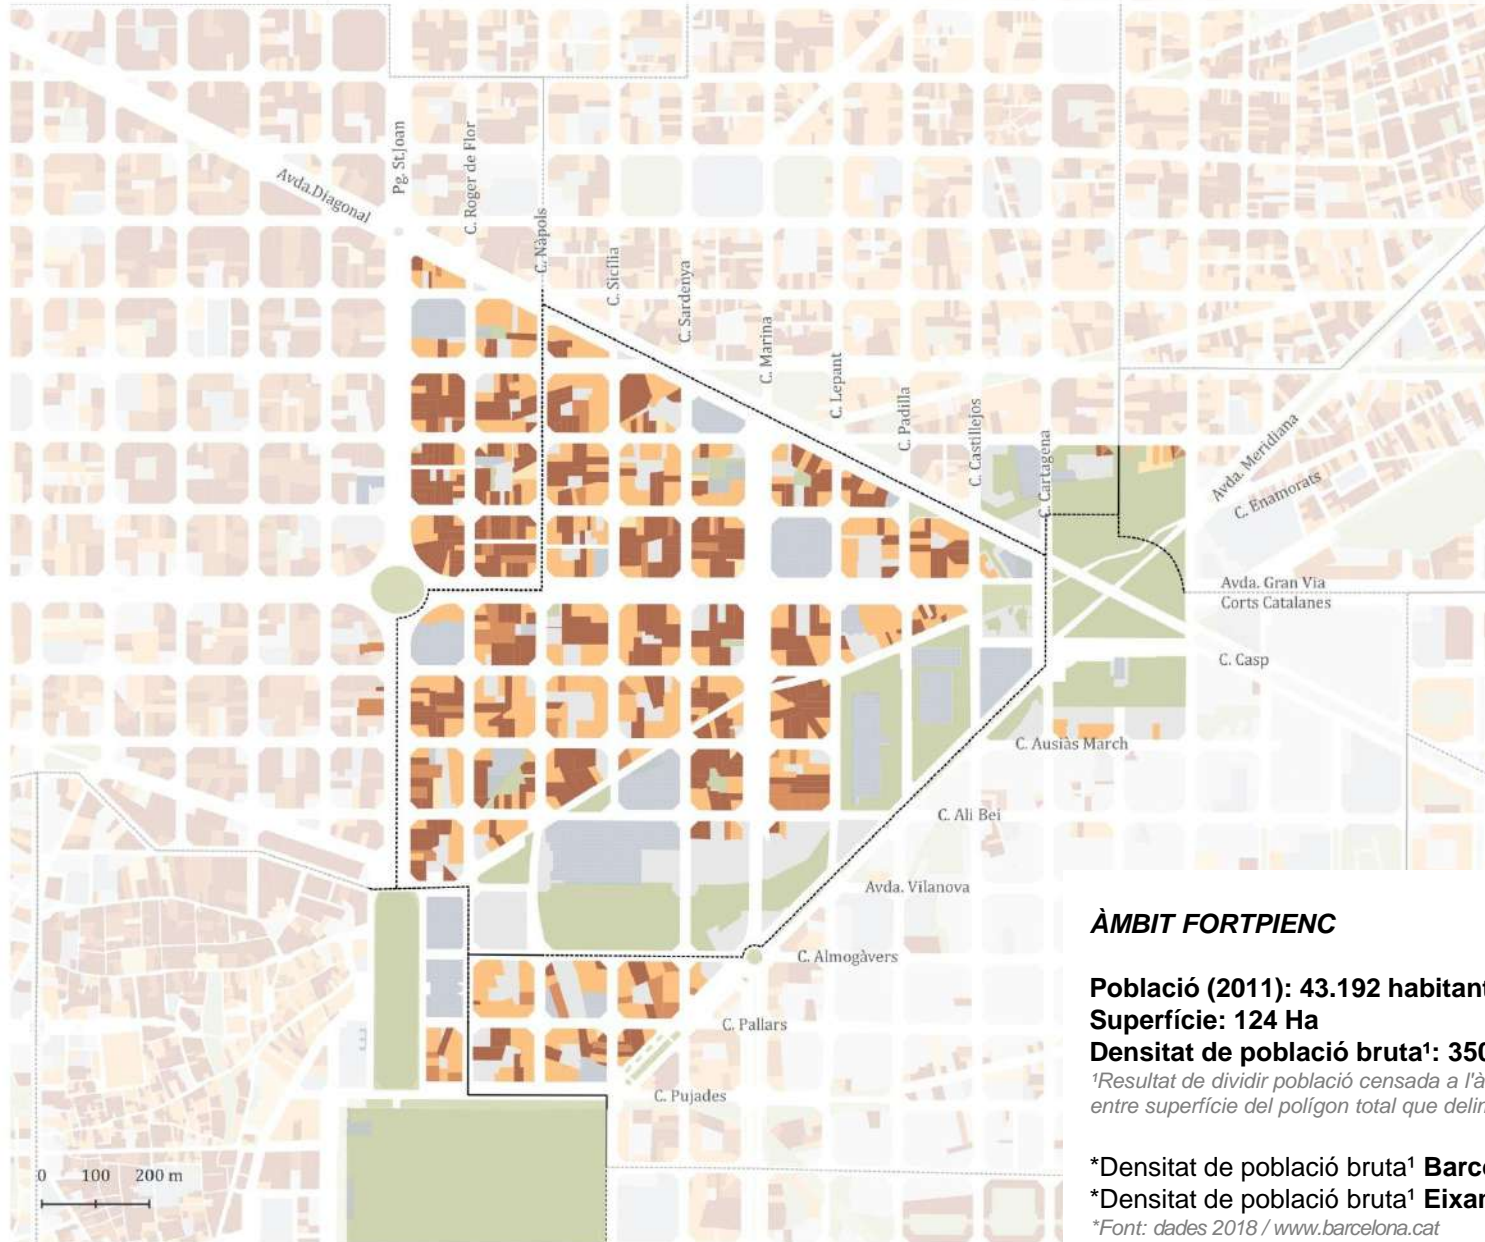 Avda.Diagonal
Pg. St.Joan
C. Roger de Flor
C. Nàpols
C. Sicília
C. Sardenya
C. Marina
C. Lepant
C. Padilla
C. Castillejos
C. Cartagena
Avda. Meridiana
C. Enamorats
Avda. Gran Via
Corts Catalanes
C. Casp
C. Ausiàs March
C. Ali Bei
Avda. Vilanova
C. Almogàvers
C. Pallars
C. Pujades
0 100 200 m
ÀMBIT FORTPIENC
Població (2011): 43.192 habitant
Superfície: 124 Ha
Densitat de població bruta¹: 350
¹Resultat de dividir població censada a l'à
entre superfície del polígon total que delin
*Densitat de població bruta¹ Barce
*Densitat de població bruta¹ Eixan
*Font: dades 2018 / www.barcelona.cat